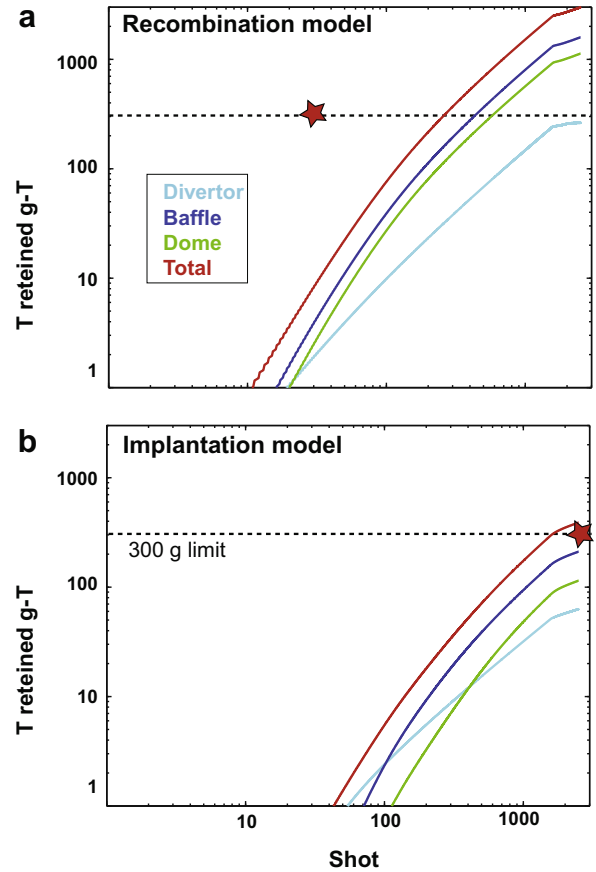 a
Recombination model
1000
100
10
1
T reteined g-T
Divertor
Baffle
Dome
Total
b
Implantation model
300 g limit
1000
100
10
1
T reteined g-T
10
100
1000
Shot